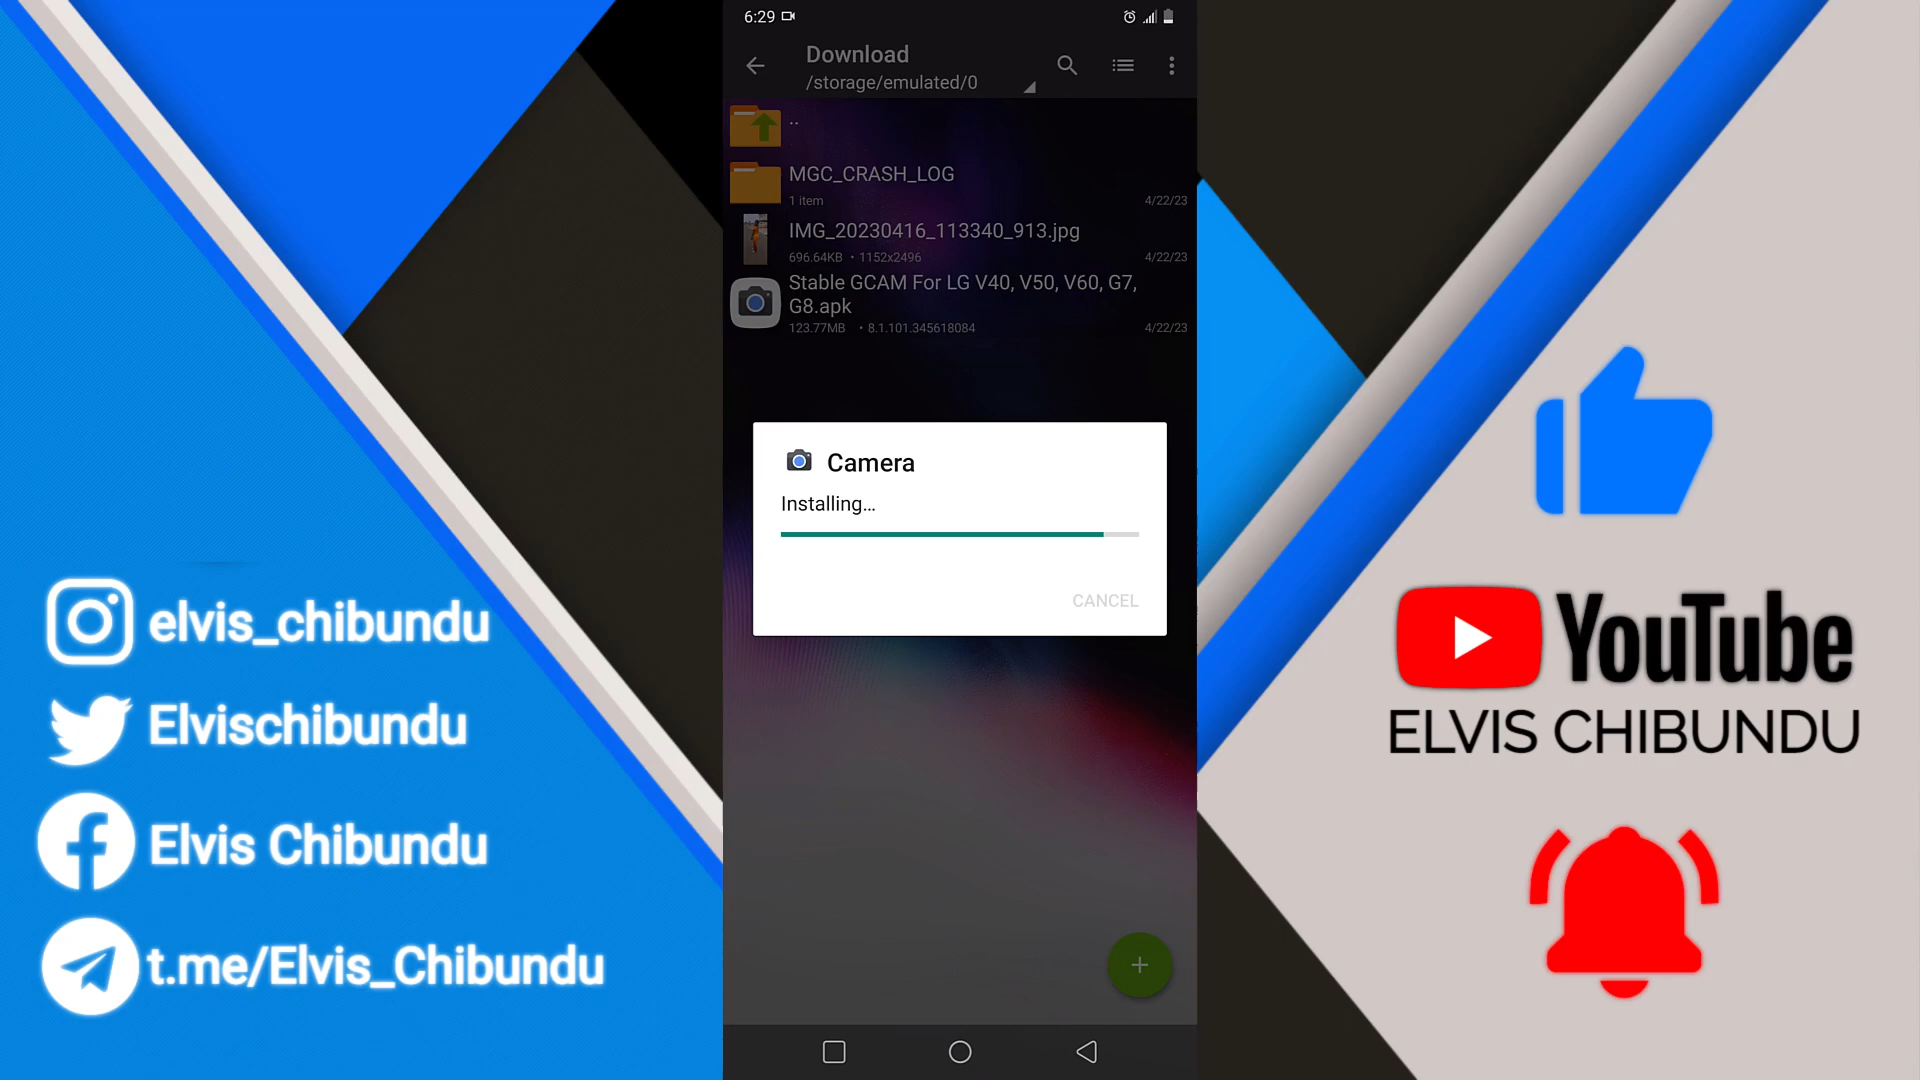 6:29
Download
/storage/emulated/0
..
MGC_CRASH_LOG
1 item
4/22/23
IMG_20230416_113340_913.jpg
696.64KB • 1152x2496
4/22/23
Stable GCAM For LG V40, V50, V60, G7,
G8.apk
123.77MB • 8.1.101.345618084
4/22/23
Camera
Installing...
CANCEL
elvis_chibundu
Elvischibundu
Elvis Chibundu
t.me/Elvis_Chibundu
YouTube
ELVIS CHIBUNDU